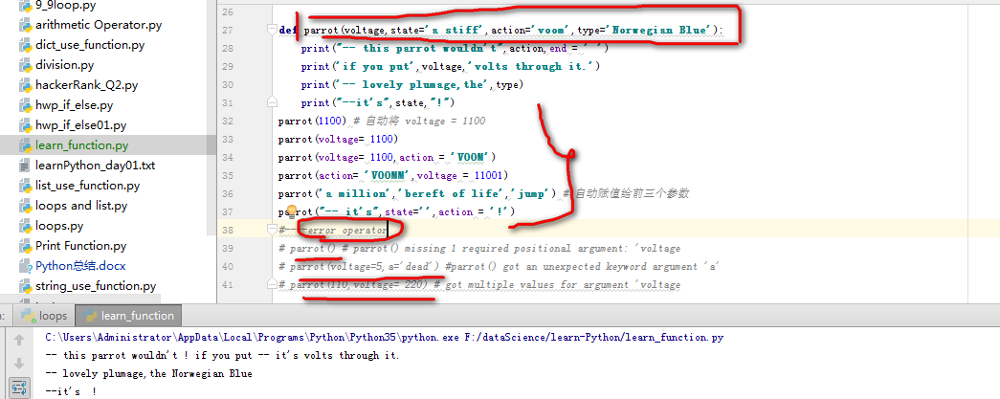 9_9loop.py
arithmetic Operator.py
dict_use_function.py
division.py
hackerRank_Q2.py
hwp_if_else.py
hwp_if_else01.py
learn_function.py
learnPython_day01.txt
list_use_function.py
loops and list.py
loops.py
Print Function.py
Python总结.docx
string_use_function.py
26
27 def parrot(voltage,state='a stiff',action='voom',type='Norwegian Blue'):
28 print("-- this parrot wouldn't",action,end = ' ')
29 print('if you put',voltage,'volts through it.')
30 print('-- lovely plumage,the',type)
31 print("--it's",state,"!")
32 parrot(1100) # 自动将 voltage = 1100
33 parrot(voltage= 1100)
34 parrot(voltage= 1100,action = 'VOOM')
35 parrot(action= 'VOOMM',voltage = 11001)
36 parrot('a million','bereft of life','jump') # 自动赋值给前三个参数
37 parrot("-- it's",state='',action = '!')
38 #-- error operator
39 # parrot() # parrot() missing 1 required positional argument: 'voltage
40 # parrot(voltage=5,a='dead') #parrot() got an unexpected keyword argument 'a'
41 # parrot(110,voltage= 220) # got multiple values for argument 'voltage
loops learn_function
C:\Users\Administrator\AppData\Local\Programs\Python\Python35\python.exe F:/dataScience/learn-Python/learn_function.py
-- this parrot wouldn't ! if you put -- it's volts through it.
-- lovely plumage,the Norwegian Blue
--it's  !